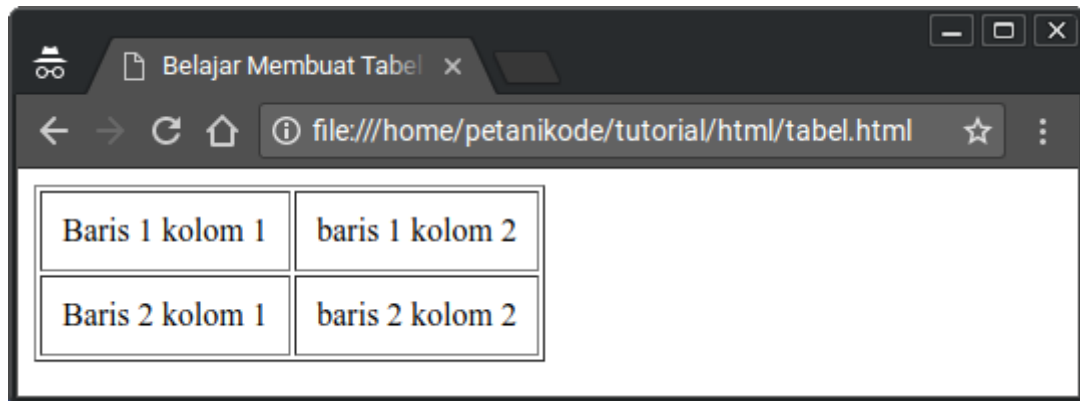 Belajar Membuat Tabel
file:///home/petanikode/tutorial/html/tabel.html
Baris 1 kolom 1 baris 1 kolom 2
Baris 2 kolom 1 baris 2 kolom 2